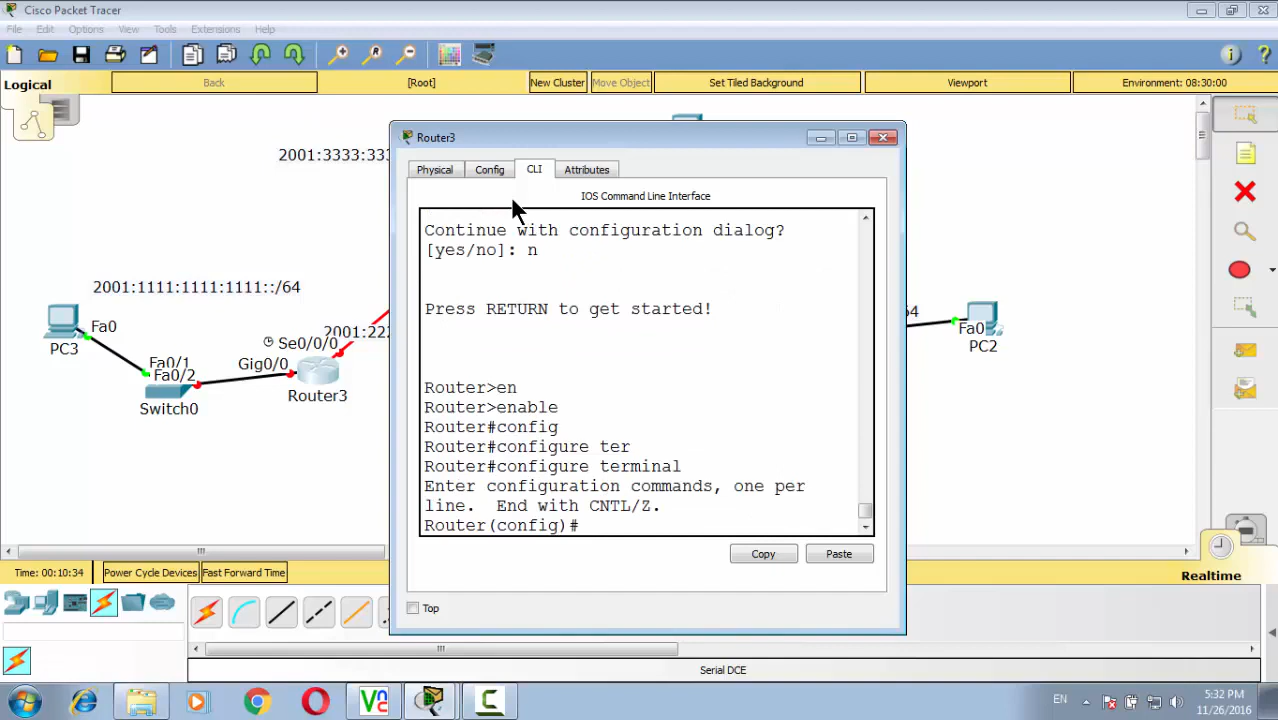 Cisco Packet Tracer
File Edit Options View Tools Extensions Help
Logical
Back
[Root]
New Cluster
Move Object
Set Tiled Background
Viewport
Environment: 08:30:00
2001:3333:33
2001:1111:1111:1111::/64
2001:222
Se0/0/0
Fa0
PC3
Fa0/1
Fa0/2
Gig0/0
Switch0
Router3
64
Fa0
PC2
Router3
Physical Config CLI Attributes
IOS Command Line Interface
Continue with configuration dialog?
[yes/no]: n
Press RETURN to get started!
Router>en
Router>enable
Router#config
Router#configure ter
Router#configure terminal
Enter configuration commands, one per
line.  End with CNTL/Z.
Router(config)#
Copy
Paste
Top
Time: 00:10:34
Power Cycle Devices
Fast Forward Time
Realtime
Serial DCE
EN
5:32 PM
11/26/2016